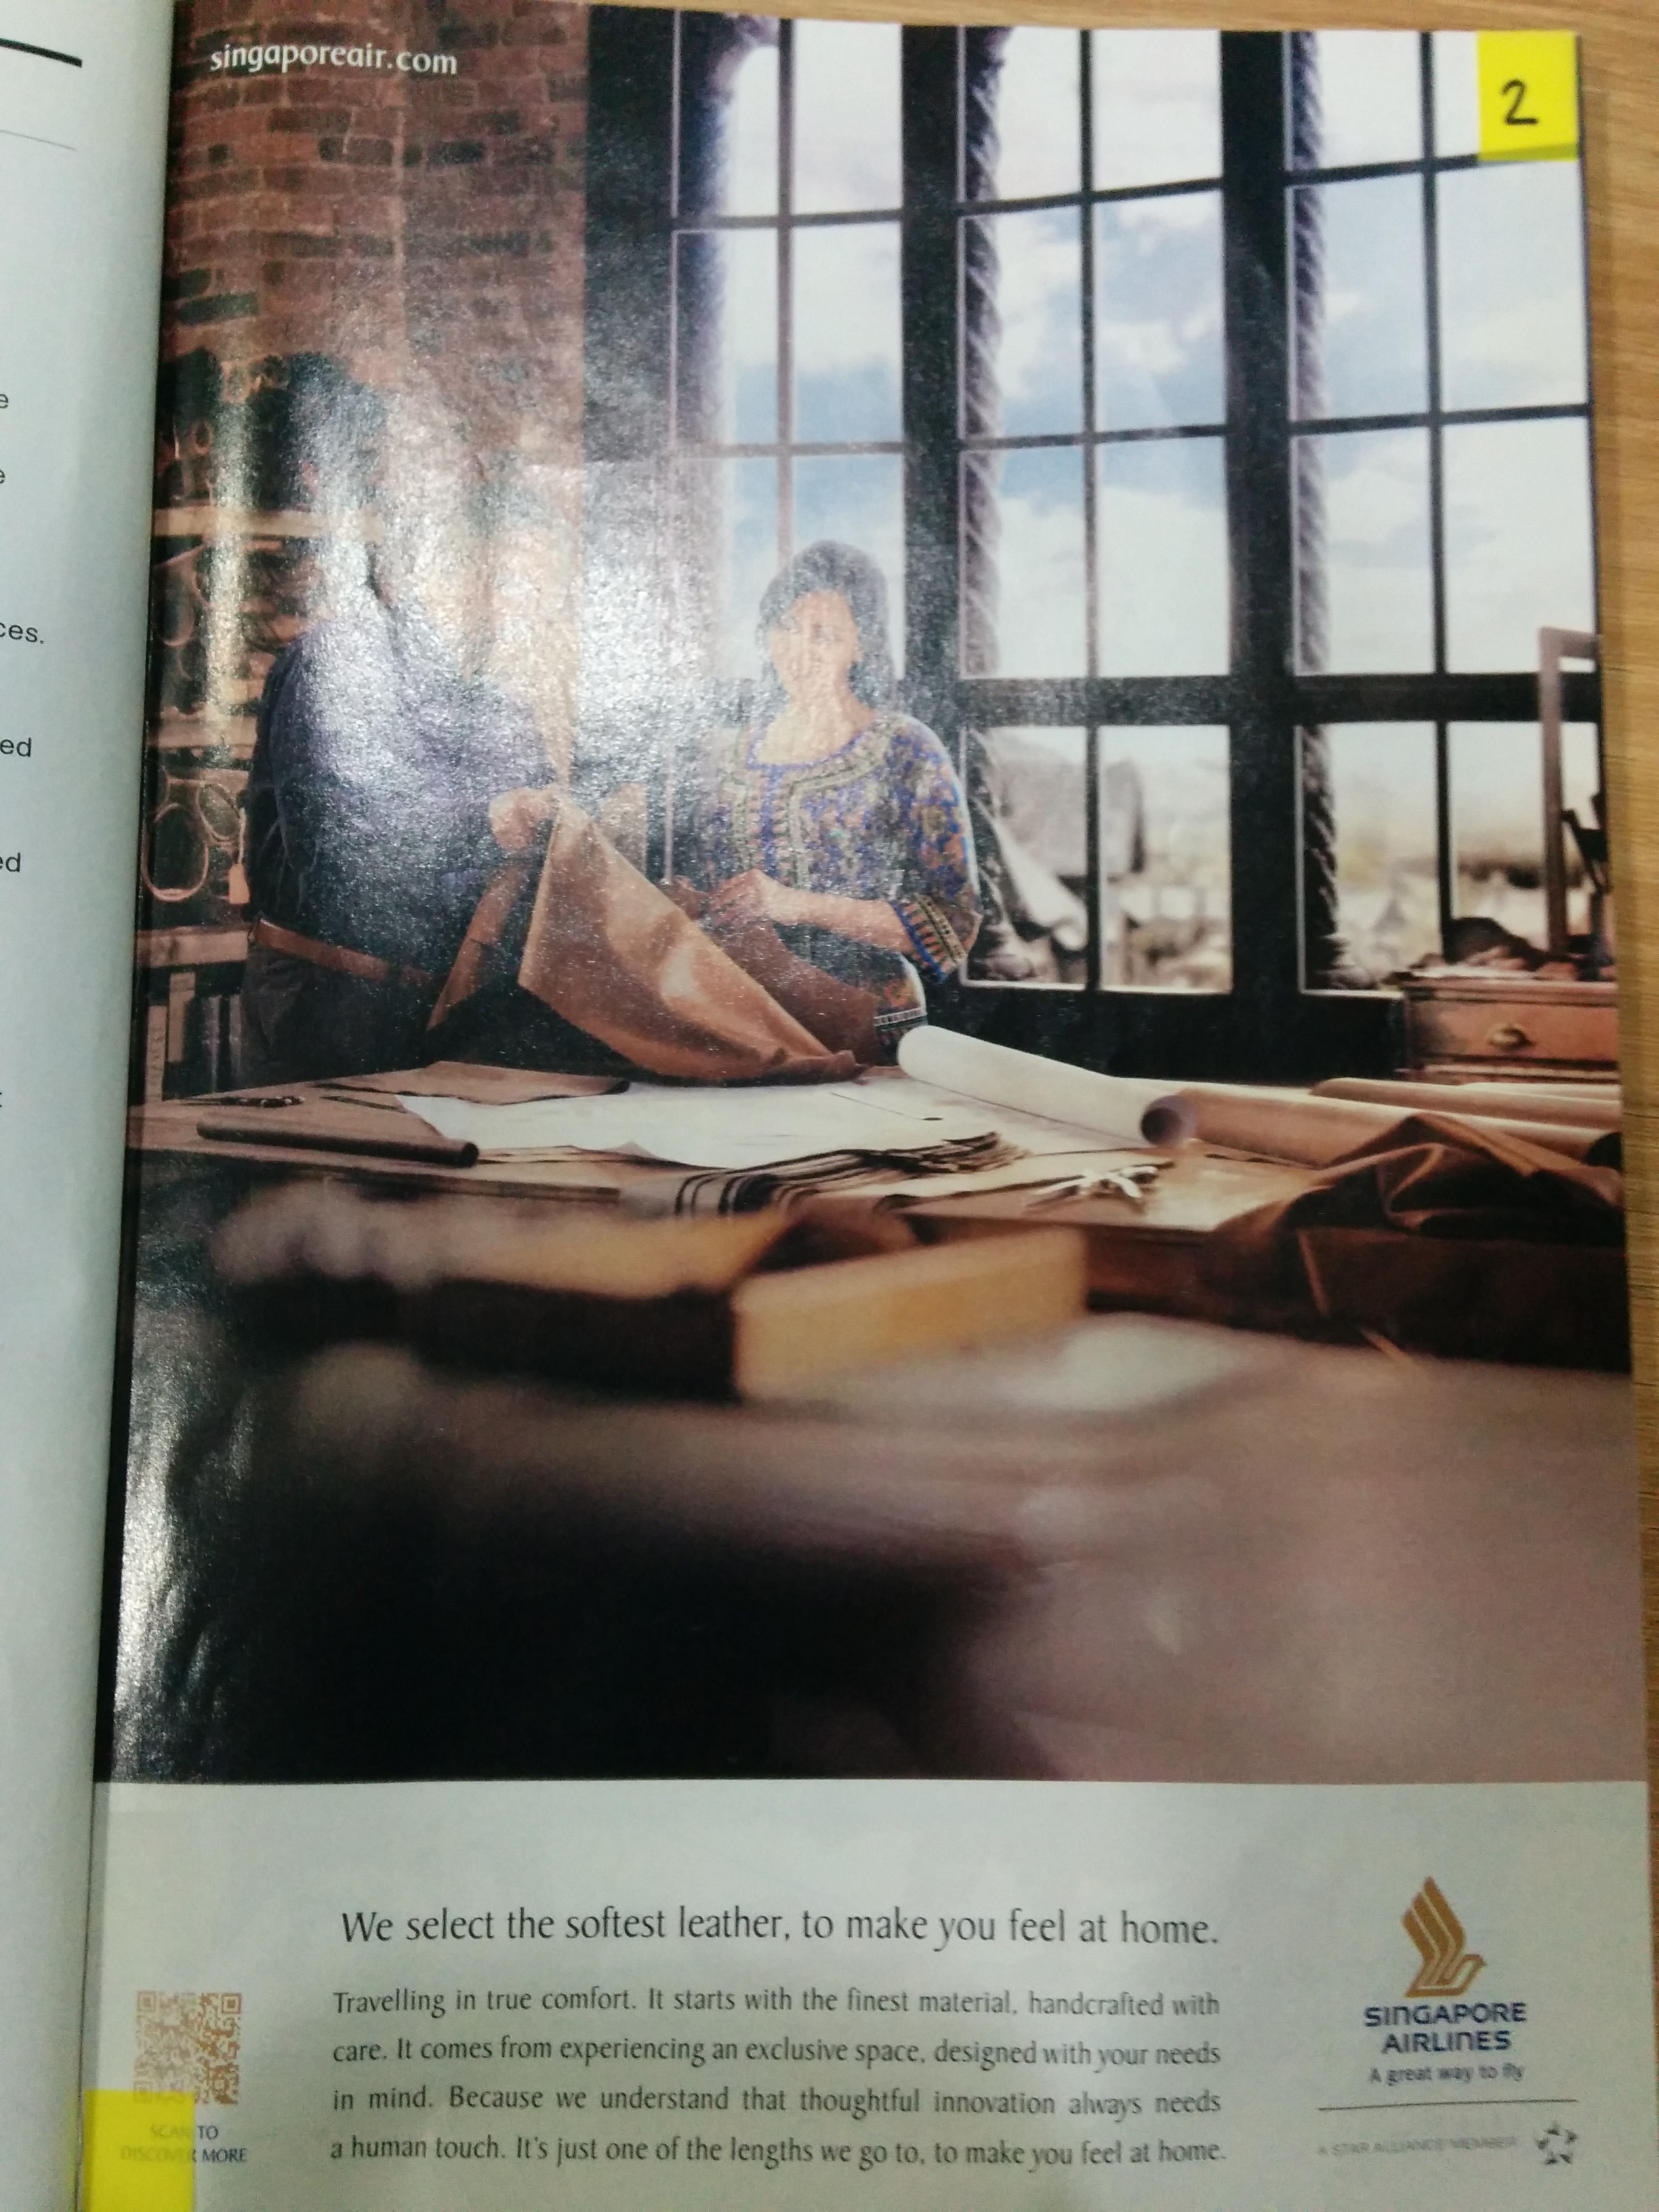 singaporeair.com
2
e
e
ces.
ed
ed
We select the softest leather, to make you feel at home.
Travelling in true comfort. It starts with the finest material, handcrafted with
care. It comes from experiencing an exclusive space, designed with your needs
in mind. Because we understand that thoughtful innovation always needs
a human touch. It's just one of the lengths we go to, to make you feel at home.
SCAN TO
DISCOVER MORE
SINGAPORE
AIRLINES
A great way to fly
A STAR ALLIANCE MEMBER